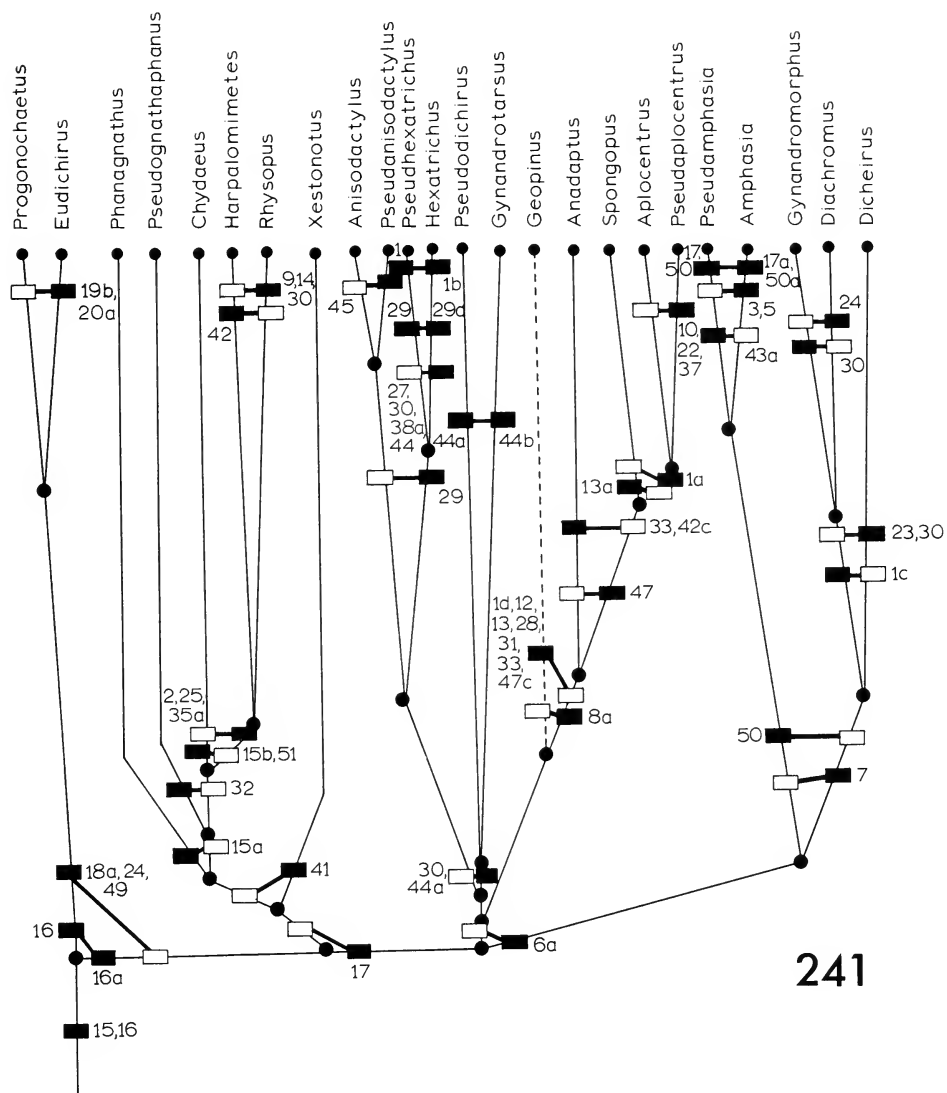 Progonochaetus
Eudichirus
Phanagnathus
Pseudognathaphanus
Chydaeus
Harpalomimetes
Rhysopus
Xestonotus
Anisodactylus
Pseudanisodactylus
Pseudhexatrichus
Hexatrichus
Pseudodichirus
Gynandrotarsus
Geopinus
Anadaptus
Spongopus
Aplocentrus
Pseudaplocentrus
Pseudamphasia
Amphasia
Gynandromorphus
Diachromus
Dicheirus
19b,
20a
9,14,
30
42
45
1
1b
29
29a
27,
30,
38a,
44
29
44a
44b
17,
50
17a,
50a
3,5
10,
22,
37
43a
24
30
13a
1a
33,42c
47
23,30
1c
1d,12,
13,28,
31,
33,
47c
8a
2,25,
35a
15b,51
32
15a
50
7
18a,24,
49
41
30,
44a
16
16a
17
6a
241
15,16